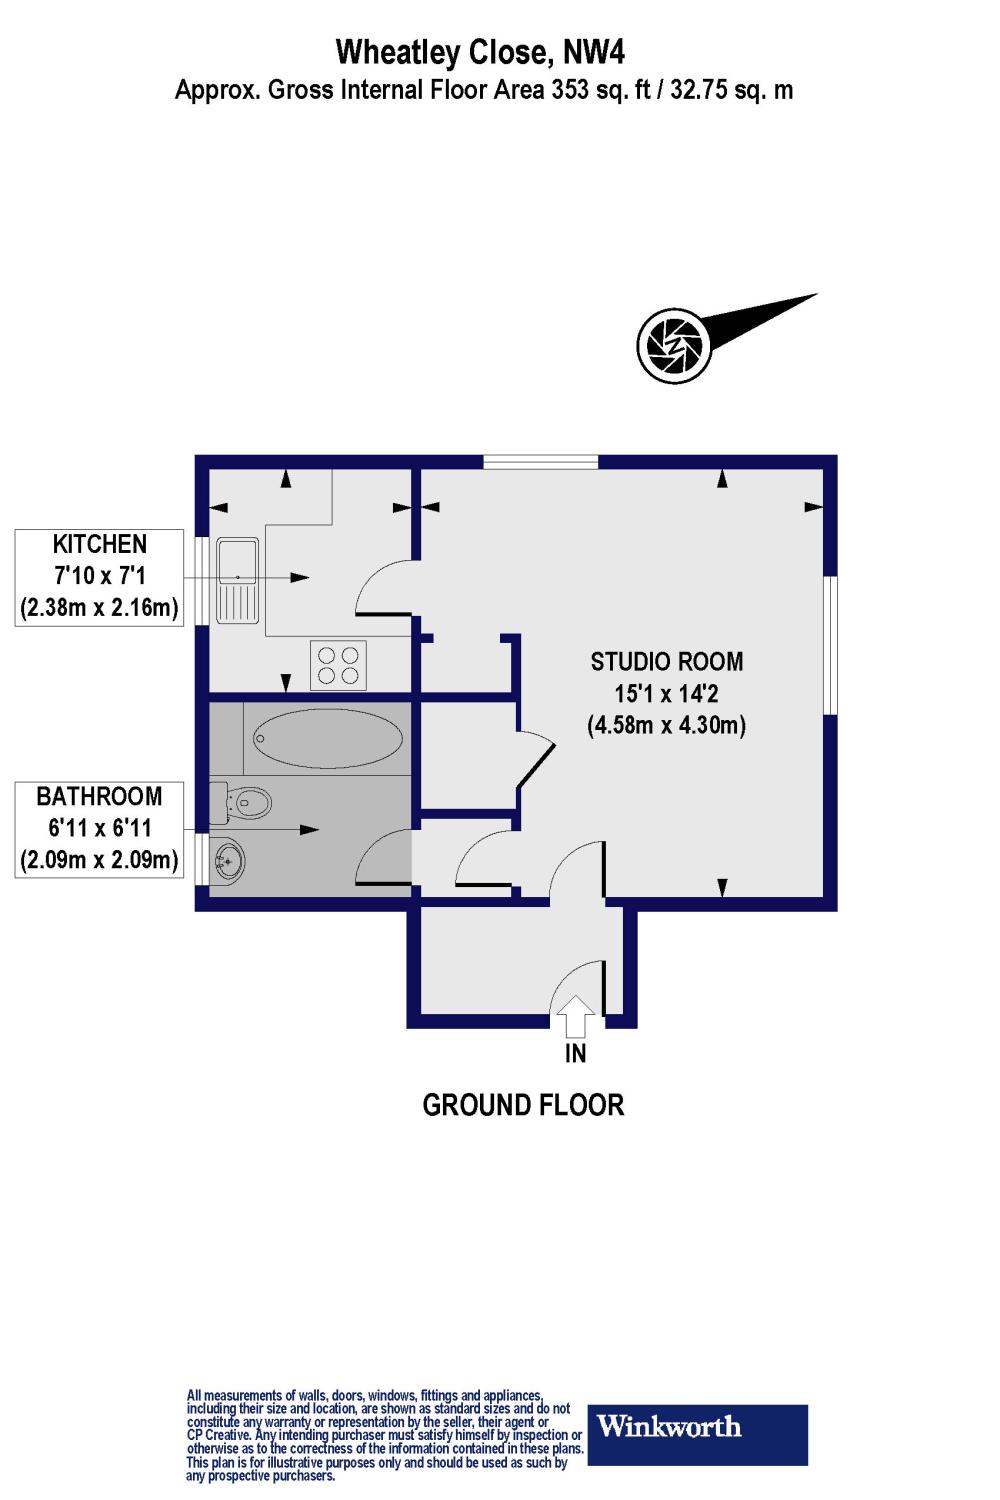 Wheatley Close, NW4
Approx. Gross Internal Floor Area 353 sq. ft / 32.75 sq. m
N
KITCHEN
7'10 x 7'1
(2.38m x 2.16m)
STUDIO ROOM
15'1 x 14'2
(4.58m x 4.30m)
BATHROOM
6'11 x 6'11
(2.09m x 2.09m)
IN
GROUND FLOOR
All measurements of walls, doors, windows, fittings and appliances,
including their size and location, are shown as standard sizes and do not
constitute any warranty or representation by the seller, their agent or
CP Creative. Any intending purchaser must satisfy himself by inspection or
otherwise as to the correctness of the information contained in these plans.
This plan is for illustrative purposes only and should be used as such by
any prospective purchasers.
Winkworth